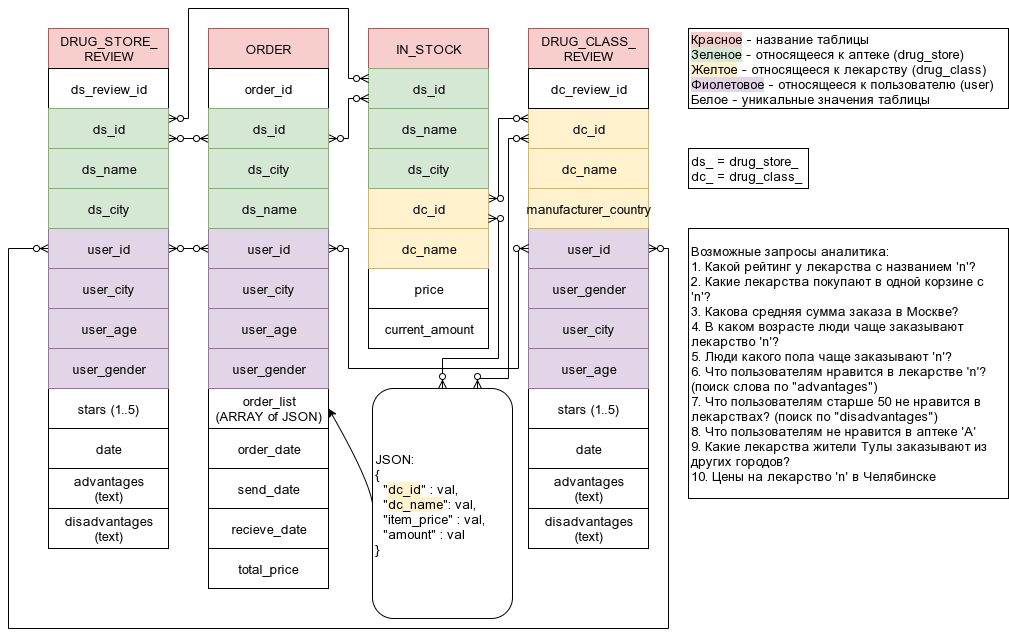 DRUG_STORE_
REVIEW
ds_review_id
ds_id
ds_name
ds_city
user_id
user_city
user_age
user_gender
stars (1..5)
date
advantages
(text)
disadvantages
(text)
ORDER
order_id
ds_id
ds_city
ds_name
user_id
user_city
user_age
user_gender
order_list
(ARRAY of JSON)
order_date
send_date
recieve_date
total_price
IN_STOCK
ds_id
ds_name
ds_city
dc_id
dc_name
price
current_amount
JSON:
{
"dc_id" : val,
"dc_name": val,
"item_price" : val,
"amount" : val
}
DRUG_CLASS_
REVIEW
dc_review_id
dc_id
dc_name
manufacturer_country
user_id
user_gender
user_city
user_age
stars (1..5)
date
advantages
(text)
disadvantages
(text)
Красное - название таблицы
Зеленое - относящееся к аптеке (drug_store)
Желтое - относящееся к лекарству (drug_class)
Фиолетовое - относящееся к пользователю (user)
Белое - уникальные значения таблицы
ds_ = drug_store_
dc_ = drug_class_
Возможные запросы аналитика:
1. Какой рейтинг у лекарства с названием 'n'?
2. Какие лекарства покупают в одной корзине с
'n'?
3. Какова средняя сумма заказа в Москве?
4. В каком возрасте люди чаще заказывают
лекарство 'n'?
5. Люди какого пола чаще заказывают 'n'?
6. Что пользователям нравится в лекарстве 'n'?
(поиск слова по "advantages")
7. Что пользователям старше 50 не нравится в
лекарствах? (поиск по "disadvantages")
8. Что пользователям не нравится в аптеке 'А'
9. Какие лекарства жители Тулы заказывают из
других городов?
10. Цены на лекарство 'n' в Челябинске